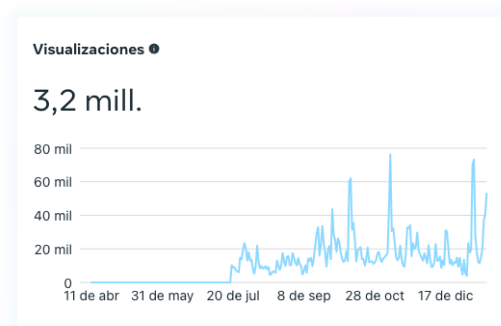 Visualizaciones
3,2 mill.
80 mil
60 mil
40 mil
20 mil
0
11 de abr 31 de may 20 de jul 8 de sep 28 de oct 17 de dic